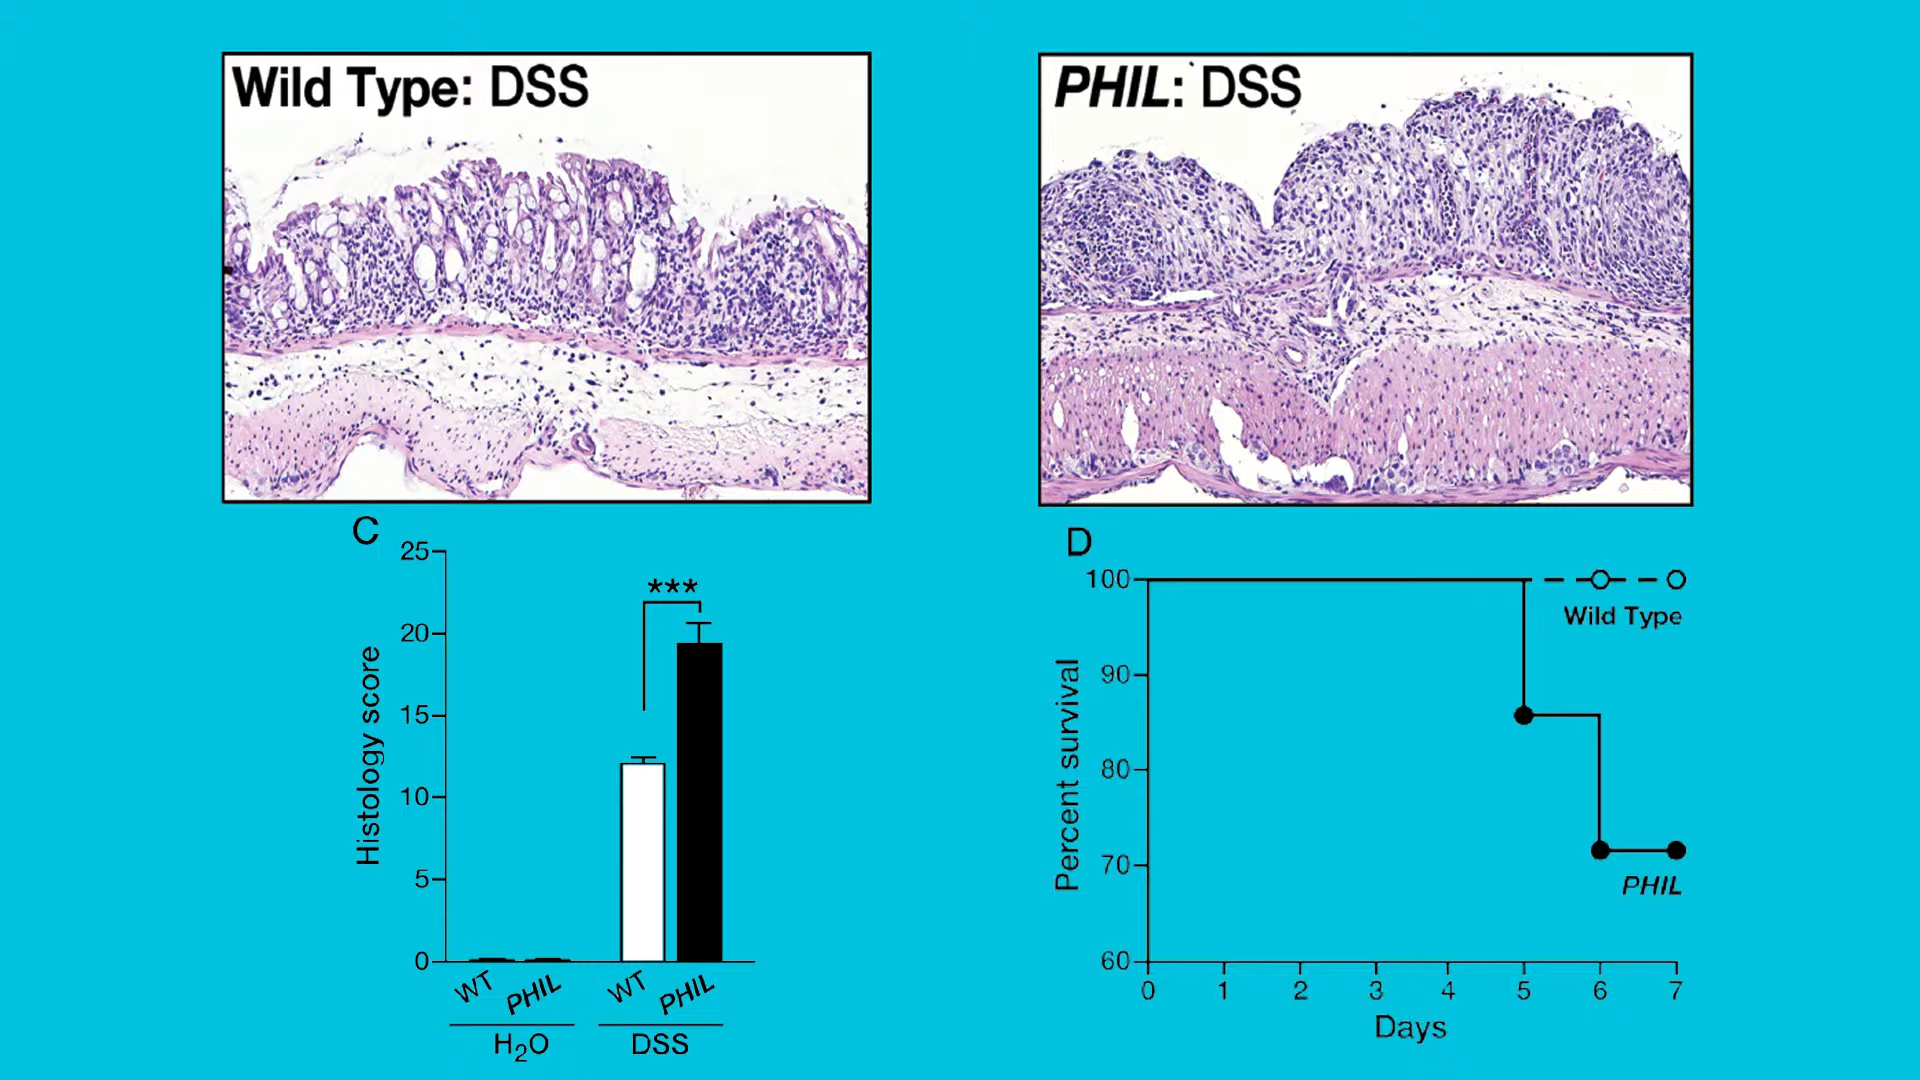 Wild Type: DSS
PHIL: DSS
C
25
20
15
10
5
0
Histology score
***
WT
PHIL
WT
PHIL
H₂O
DSS
D
100
90
80
70
60
Percent survival
Wild Type
PHIL
0 1 2 3 4 5 6 7
Days